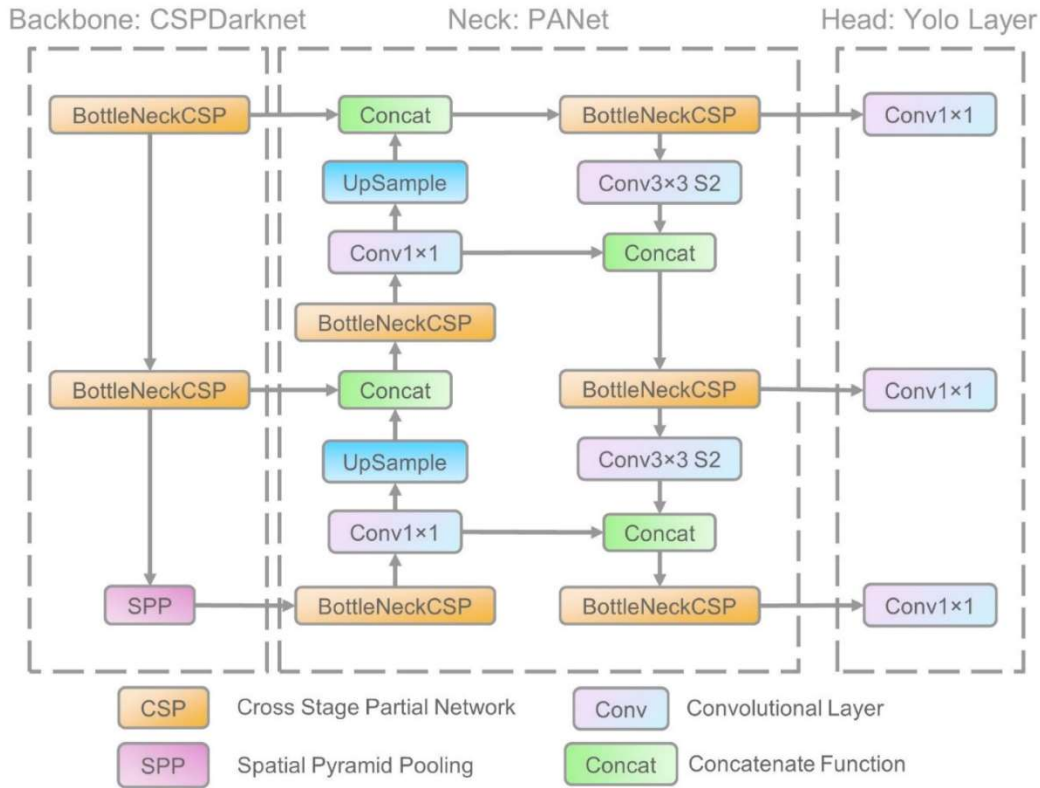 Backbone: CSPDarknet
Neck: PANet
Head: Yolo Layer
BottleNeckCSP
Concat
BottleNeckCSP
Conv1×1
UpSample
Conv3×3 S2
Conv1×1
Concat
BottleNeckCSP
BottleNeckCSP
Concat
BottleNeckCSP
Conv1×1
UpSample
Conv3×3 S2
Conv1×1
Concat
SPP
BottleNeckCSP
BottleNeckCSP
Conv1×1
CSP
Cross Stage Partial Network
Conv
Convolutional Layer
SPP
Spatial Pyramid Pooling
Concat
Concatenate Function